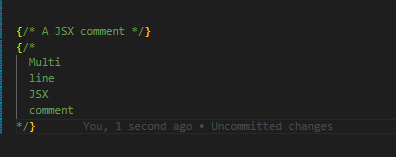 {/* A JSX comment */}
{/*
Multi
line
JSX
comment
*/} You, 1 second ago • Uncommitted changes